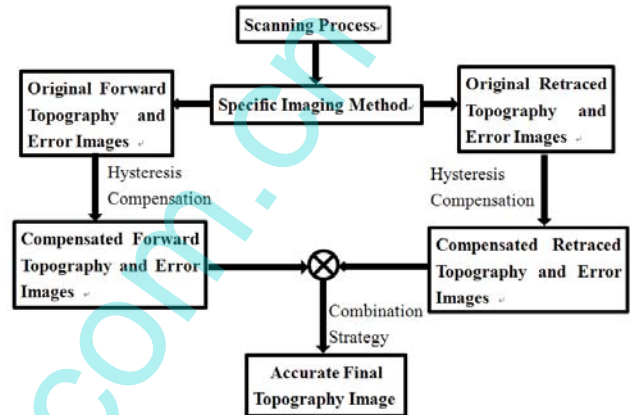 Scanning Process
Original Forward
Topography and
Error Images
Specific Imaging Method
Original Retraced
Topography and
Error Images
Hysteresis
Compensation
Hysteresis
Compensation
Compensated Forward
Topography and Error
Images
Compensated Retraced
Topography and Error
Images
Combination
Strategy
Accurate Final
Topography Image
com.cn